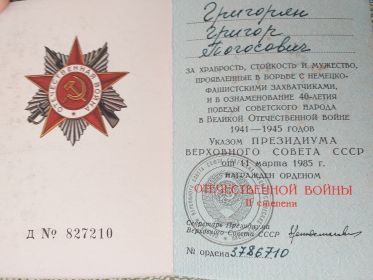 ОТЕЧЕСТВЕННАЯ ВОЙНА
Д № 827210
Григорян
Григор
Погосович
ЗА ХРАБРОСТЬ, СТОЙКОСТЬ И МУЖЕСТВО,
ПРОЯВЛЕННЫЕ В БОРЬБЕ С НЕМЕЦКО-
ФАШИСТСКИМИ ЗАХВАТЧИКАМИ,
И В ОЗНАМЕНОВАНИЕ 40-ЛЕТИЯ
ПОБЕДЫ СОВЕТСКОГО НАРОДА
В ВЕЛИКОЙ ОТЕЧЕСТВЕННОЙ ВОЙНЕ
1941—1945 ГОДОВ
УКАЗОМ ПРЕЗИДИУМА
ВЕРХОВНОГО СОВЕТА СССР
ОТ 11 марта 1985 г.
НАГРАЖДЕН ОРДЕНОМ
ОТЕЧЕСТВЕННОЙ ВОЙНЫ
II степени
Секретарь Президиума
Верховного Совета СССР
№ ордена 3786710